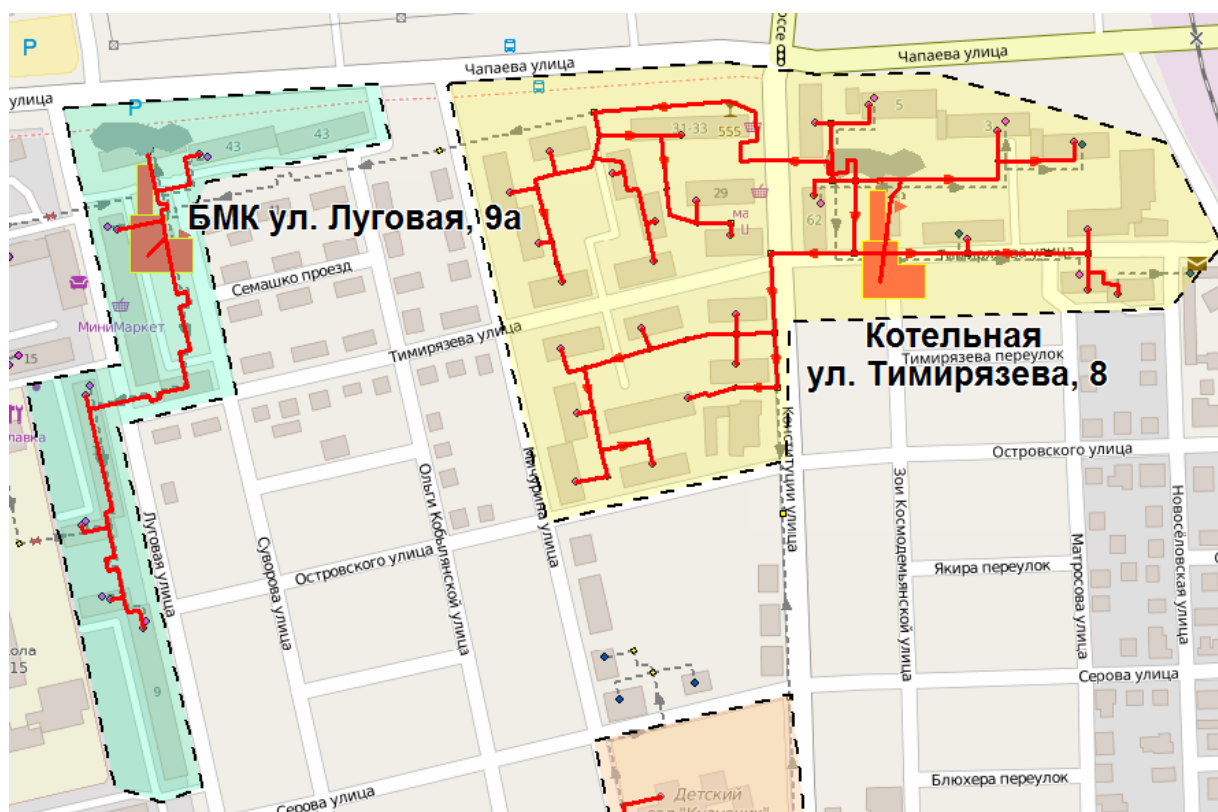 P
Чапаева улица
улица
P
Чапаева улица
5
43
31-33
3
555
43
БМК ул. Луговая, 9а
29
ма
62
Семашко проезд
МиниМаркет
Тимирязева улица
15
Котельная
Тимирязева переулок
ул. Тимирязева, 8
лавка
Конституции улица
Мичурина улица
Островского улица
Ольги Кобылянской улица
Зои Космодемьянской улица
Новосёловская улица
Луговая улица
Суворова улица
Матросова улица
Островского улица
Якира переулок
15
9
Серова улица
Блюхера переулок
Серова улица
Детский